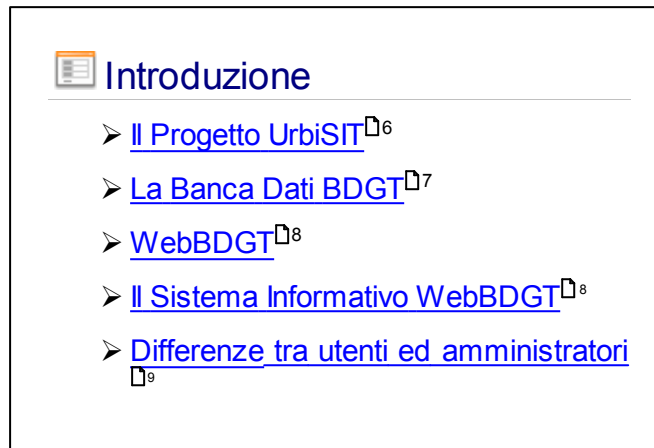 Introduzione
Il Progetto UrbiSIT 6
La Banca Dati BDGT 7
WebBDGT 8
Il Sistema Informativo WebBDGT 8
Differenze tra utenti ed amministratori
9